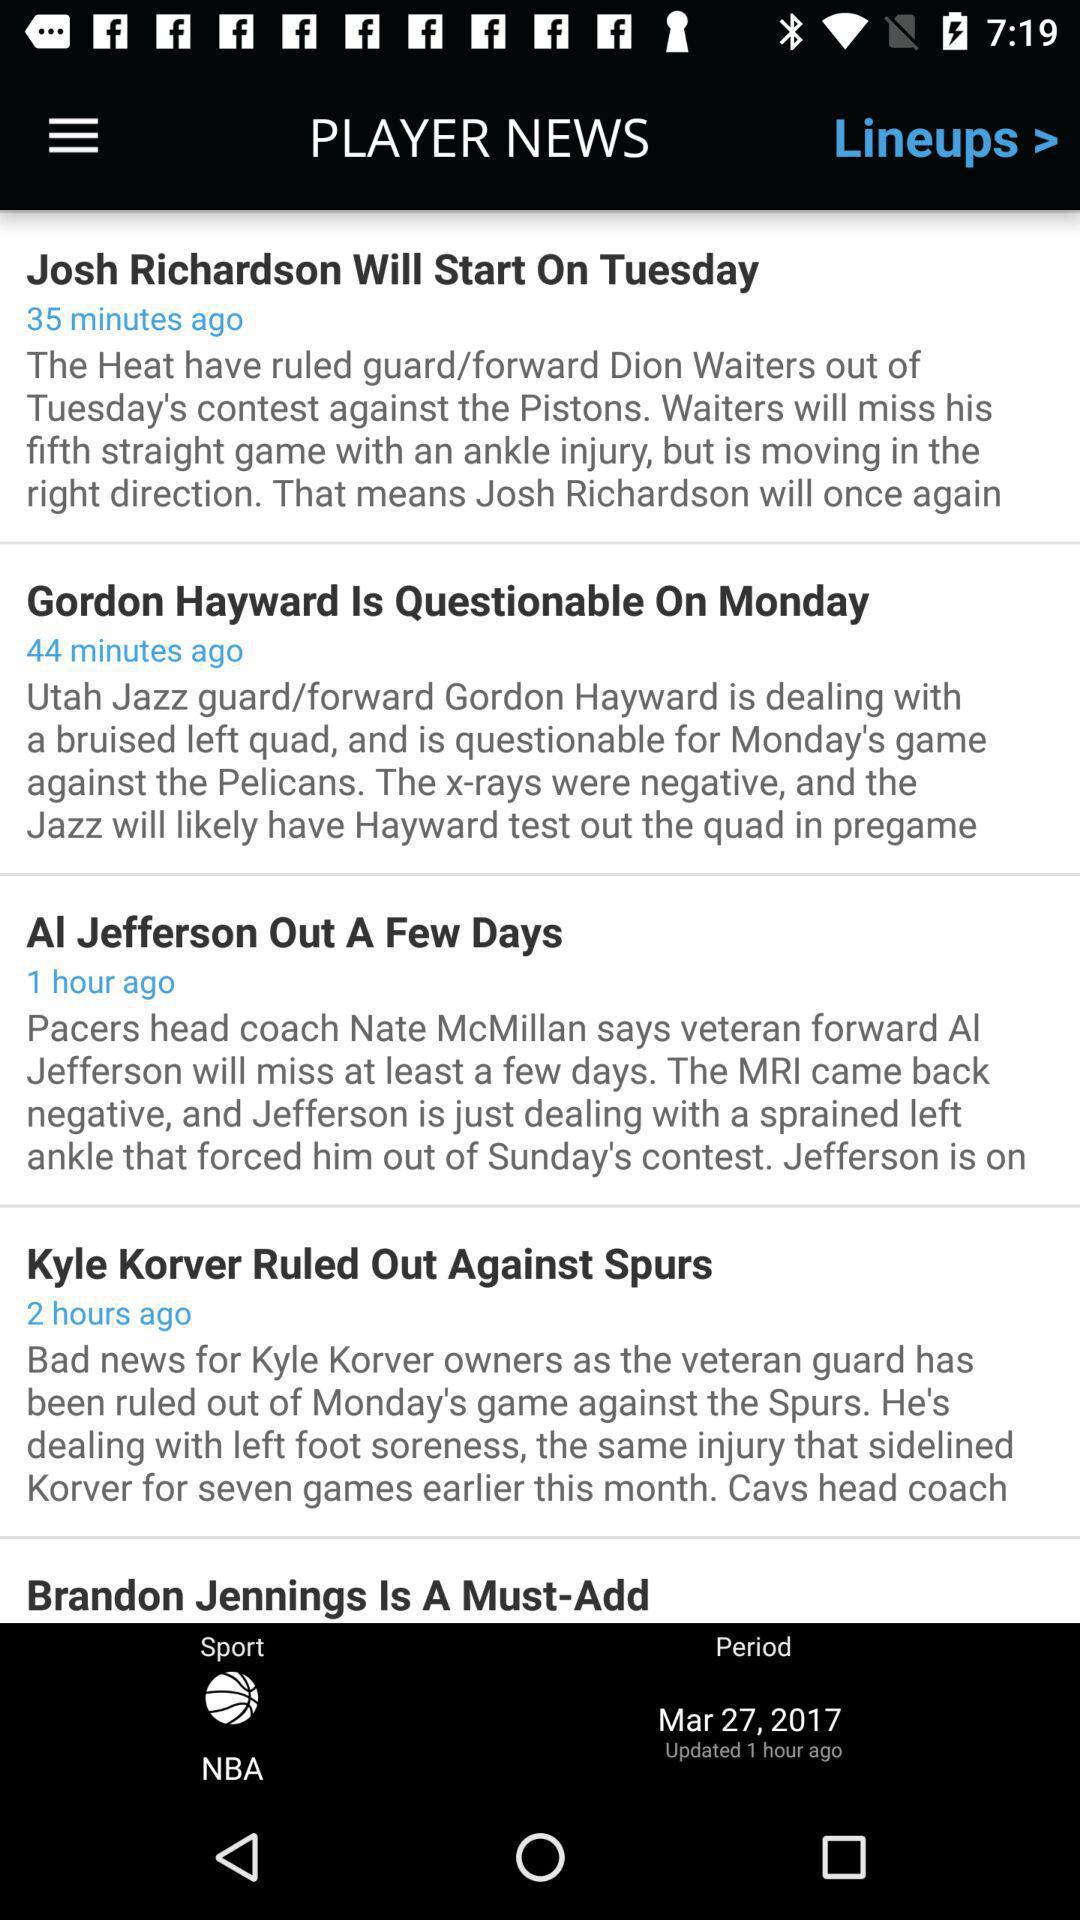 7:19
PLAYER NEWS
Lineups >
Josh Richardson Will Start On Tuesday
35 minutes ago
The Heat have ruled guard/forward Dion Waiters out of
Tuesday's contest against the Pistons. Waiters will miss his
fifth straight game with an ankle injury, but is moving in the
right direction. That means Josh Richardson will once again
Gordon Hayward Is Questionable On Monday
44 minutes ago
Utah Jazz guard/forward Gordon Hayward is dealing with
a bruised left quad, and is questionable for Monday's game
against the Pelicans. The x-rays were negative, and the
Jazz will likely have Hayward test out the quad in pregame
Al Jefferson Out A Few Days
1 hour ago
Pacers head coach Nate McMillan says veteran forward Al
Jefferson will miss at least a few days. The MRI came back
negative, and Jefferson is just dealing with a sprained left
ankle that forced him out of Sunday's contest. Jefferson is on
Kyle Korver Ruled Out Against Spurs
2 hours ago
Bad news for Kyle Korver owners as the veteran guard has
been ruled out of Monday's game against the Spurs. He's
dealing with left foot soreness, the same injury that sidelined
Korver for seven games earlier this month. Cavs head coach
Brandon Jennings Is A Must-Add
Sport
NBA
Period
Mar 27, 2017
Updated 1 hour ago